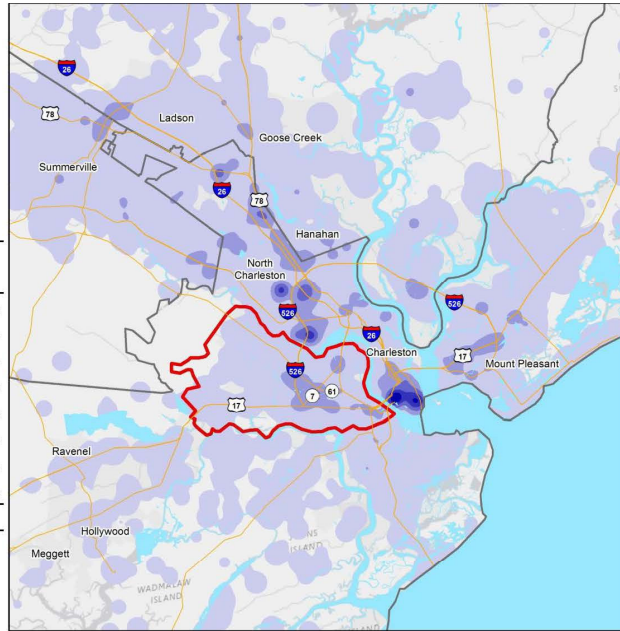 26
78
Ladson
Goose Creek
Summerville
26
78
Hanahan
North
Charleston
526
526
26
Charleston
17
Mount Pleasant
526
7
61
17
Ravenel
Hollywood
Meggett
ISLAND
WADMALAW
ISLAND